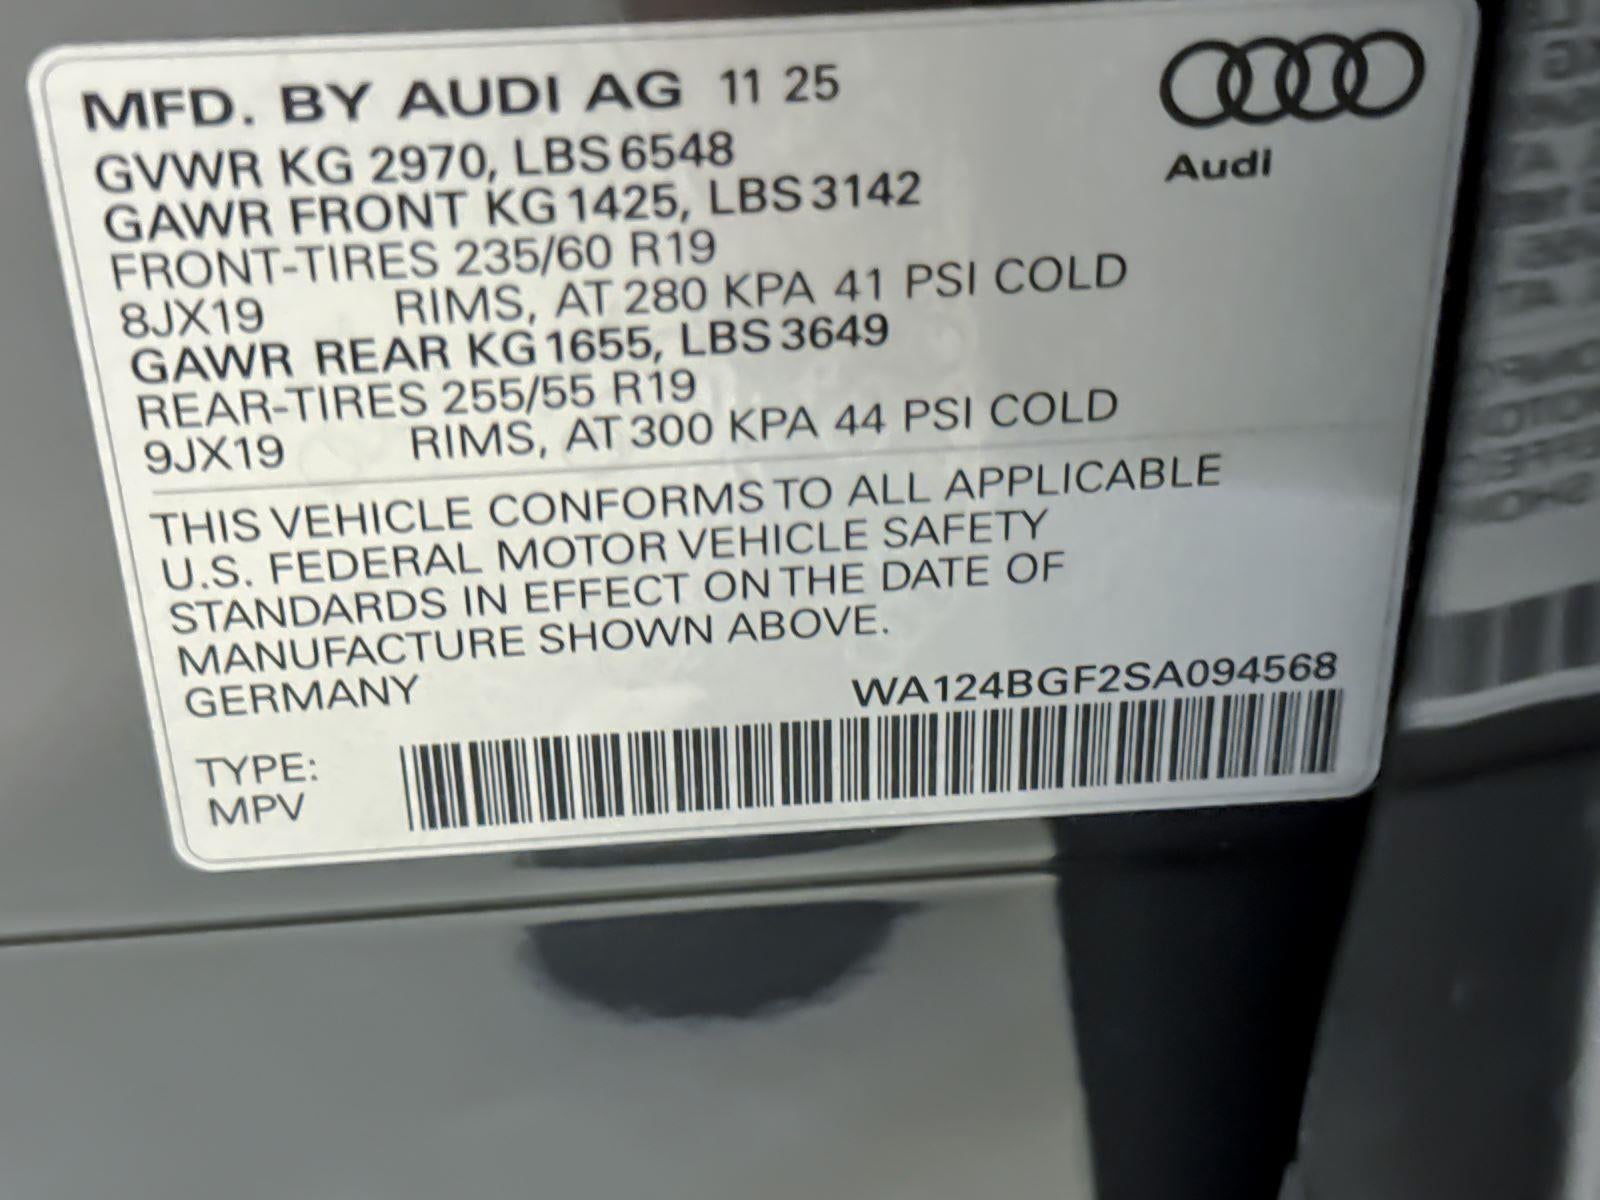 MFD. BY AUDI AG 11 25
Audi
GVWR KG 2970, LBS 6548
GAWR FRONT KG 1425, LBS 3142
FRONT-TIRES 235/60 R19
8JX19 RIMS, AT 280 KPA 41 PSI COLD
GAWR REAR KG 1655, LBS 3649
REAR-TIRES 255/55 R19
9JX19 RIMS, AT 300 KPA 44 PSI COLD
THIS VEHICLE CONFORMS TO ALL APPLICABLE
U.S. FEDERAL MOTOR VEHICLE SAFETY
STANDARDS IN EFFECT ON THE DATE OF
MANUFACTURE SHOWN ABOVE.
GERMANY WA124BGF2SA094568
TYPE:
MPV